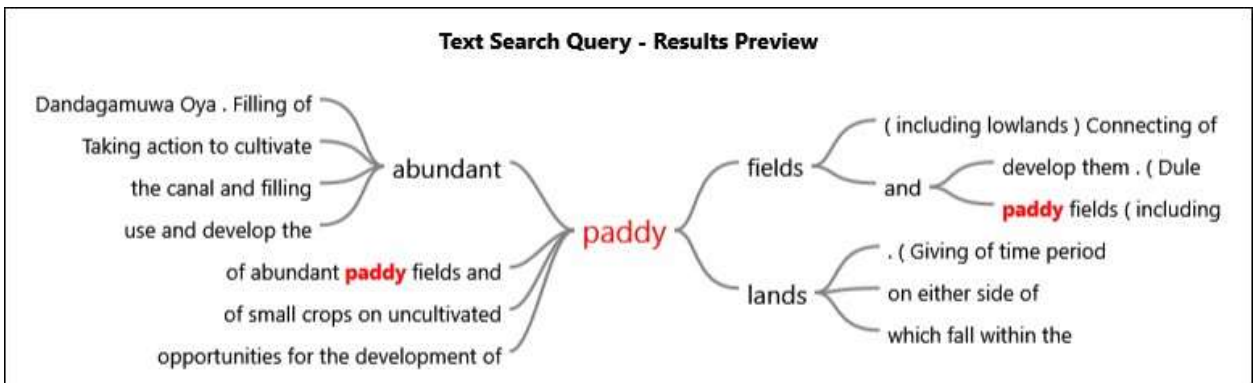 Text Search Query - Results Preview
Dandagamuwa Oya . Filling of
Taking action to cultivate
the canal and filling
use and develop the
abundant
of abundant paddy fields and
of small crops on uncultivated
opportunities for the development of
paddy
fields
( including lowlands ) Connecting of
and
develop them . ( Dule
paddy fields ( including
lands
. ( Giving of time period
on either side of
which fall within the